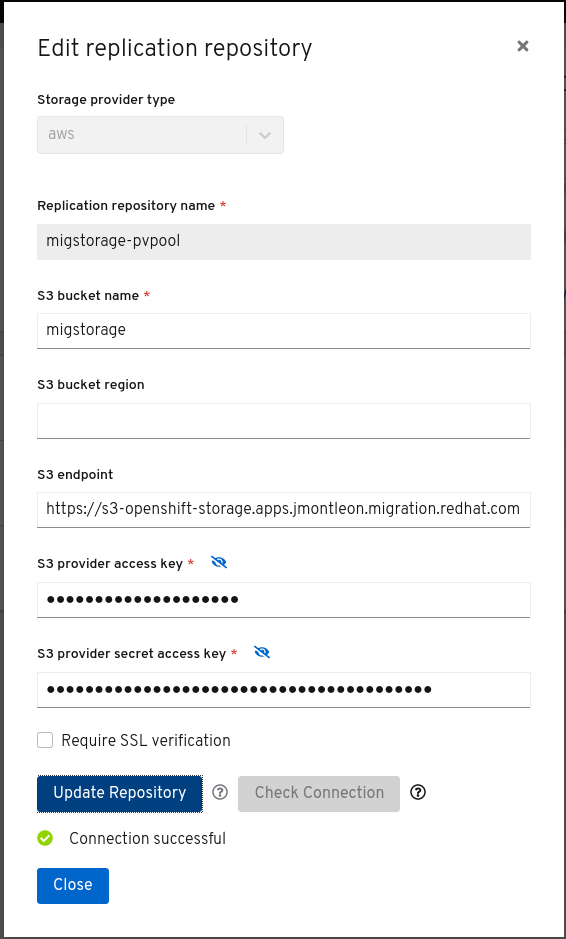 Edit replication repository
Storage provider type
aws
Replication repository name *
migstorage-pvpool
S3 bucket name *
migstorage
S3 bucket region
S3 endpoint
https://s3-openshift-storage.apps.jmontleon.migration.redhat.com
S3 provider access key *
●●●●●●●●●●●●●●●●●●●●
S3 provider secret access key *
●●●●●●●●●●●●●●●●●●●●●●●●●●●●●●●●●●●●●●●●
Require SSL verification
Update Repository ? Check Connection ?
Connection successful
Close